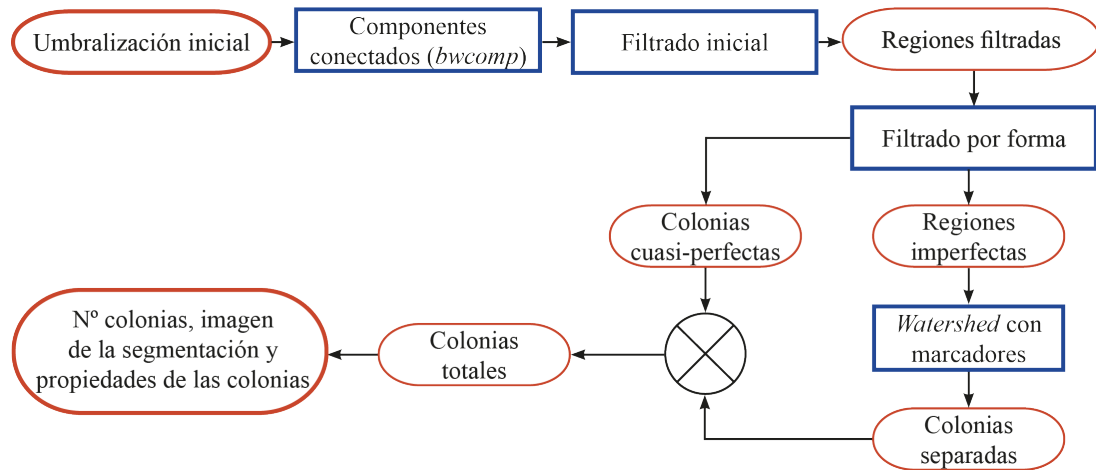 Umbralización inicial
Componentes
conectados (bwcomp)
Filtrado inicial
Regiones filtradas
Filtrado por forma
Colonias
cuasi-perfectas
Regiones
imperfectas
Watershed con
marcadores
Colonias
separadas
Colonias
totales
Nº colonias, imagen
de la segmentación y
propiedades de las colonias